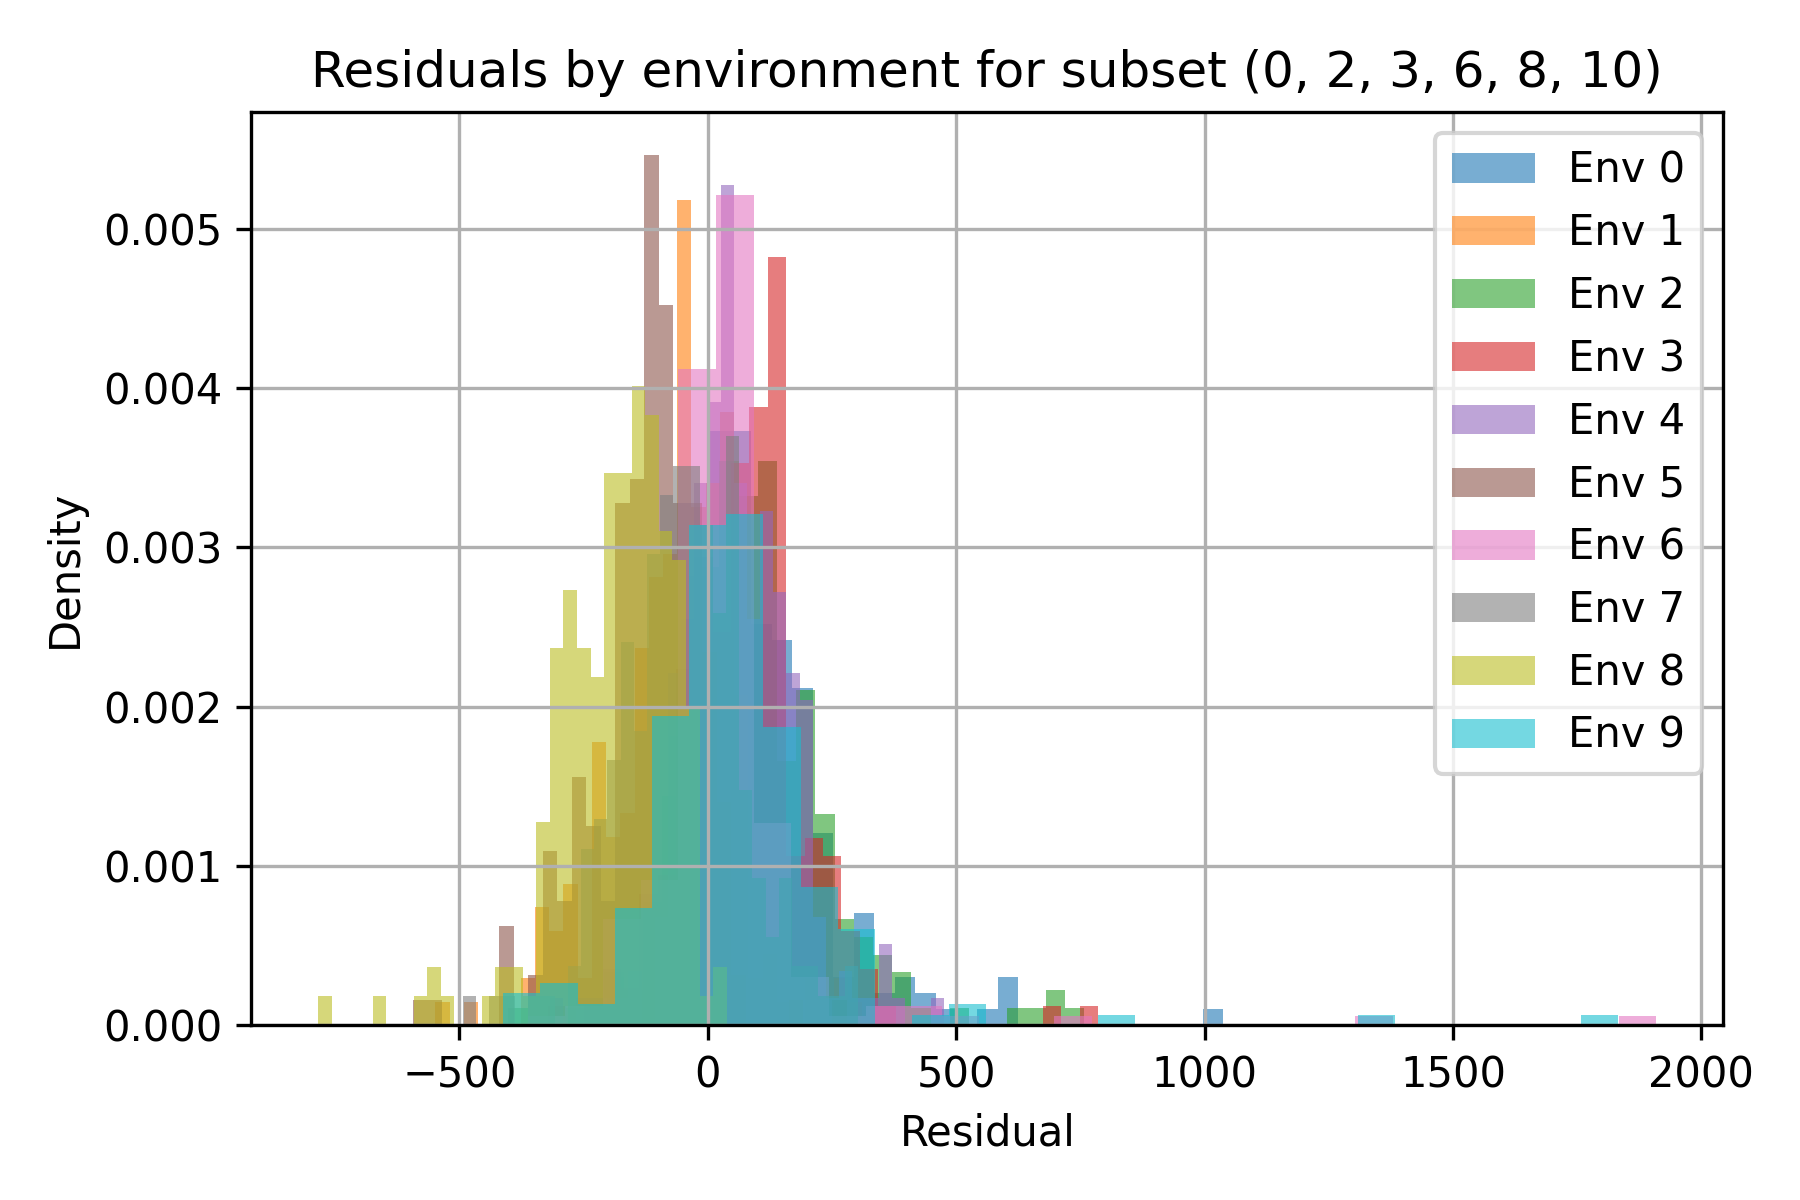 Residuals by environment for subset (0, 2, 3, 6, 8, 10)
Density
0.005
0.004
0.003
0.002
0.001
0.000
−500
0
500
1000
1500
2000
Residual
Env 0
Env 1
Env 2
Env 3
Env 4
Env 5
Env 6
Env 7
Env 8
Env 9